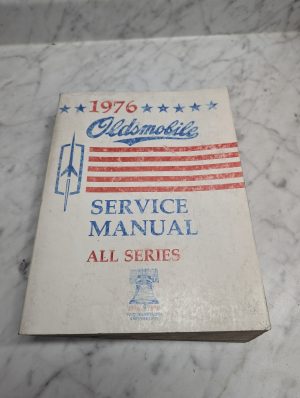 1976
Oldsmobile
SERVICE
MANUAL
ALL SERIES